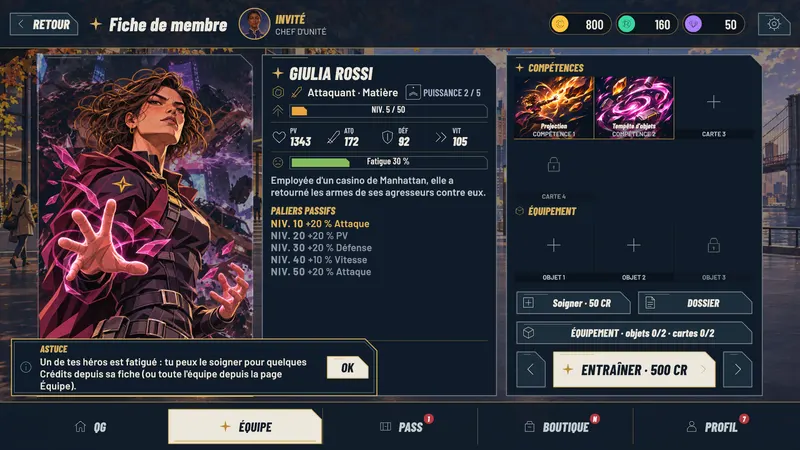 RETOUR
Fiche de membre
INVITÉ
CHEF D'UNITÉ
800
160
50
GIULIA ROSSI
Attaquant · Matière
PUISSANCE 2 / 5
NIV. 5 / 50
PV
1343
ATQ
172
DÉF
92
VIT
105
Fatigue 30 %
Employée d'un casino de Manhattan, elle a
retourné les armes de ses agresseurs contre eux.
PALIERS PASSIFS
NIV. 10 +20 % Attaque
NIV. 20 +20 % PV
NIV. 30 +20 % Défense
NIV. 40 +10 % Vitesse
NIV. 50 +20 % Attaque
COMPÉTENCES
Projection
COMPÉTENCE 1
Tempête d'objets
COMPÉTENCE 2
CARTE 3
CARTE 4
ÉQUIPEMENT
OBJET 1
OBJET 2
OBJET 3
Soigner · 50 CR
DOSSIER
ÉQUIPEMENT · objets 0/2 · cartes 0/2
ENTRAÎNER · 500 CR
ASTUCE
Un de tes héros est fatigué : tu peux le soigner pour quelques
Crédits depuis sa fiche (ou toute l'équipe depuis la page
Équipe).
OK
QG
ÉQUIPE
PASS
1
BOUTIQUE
N
PROFIL
7